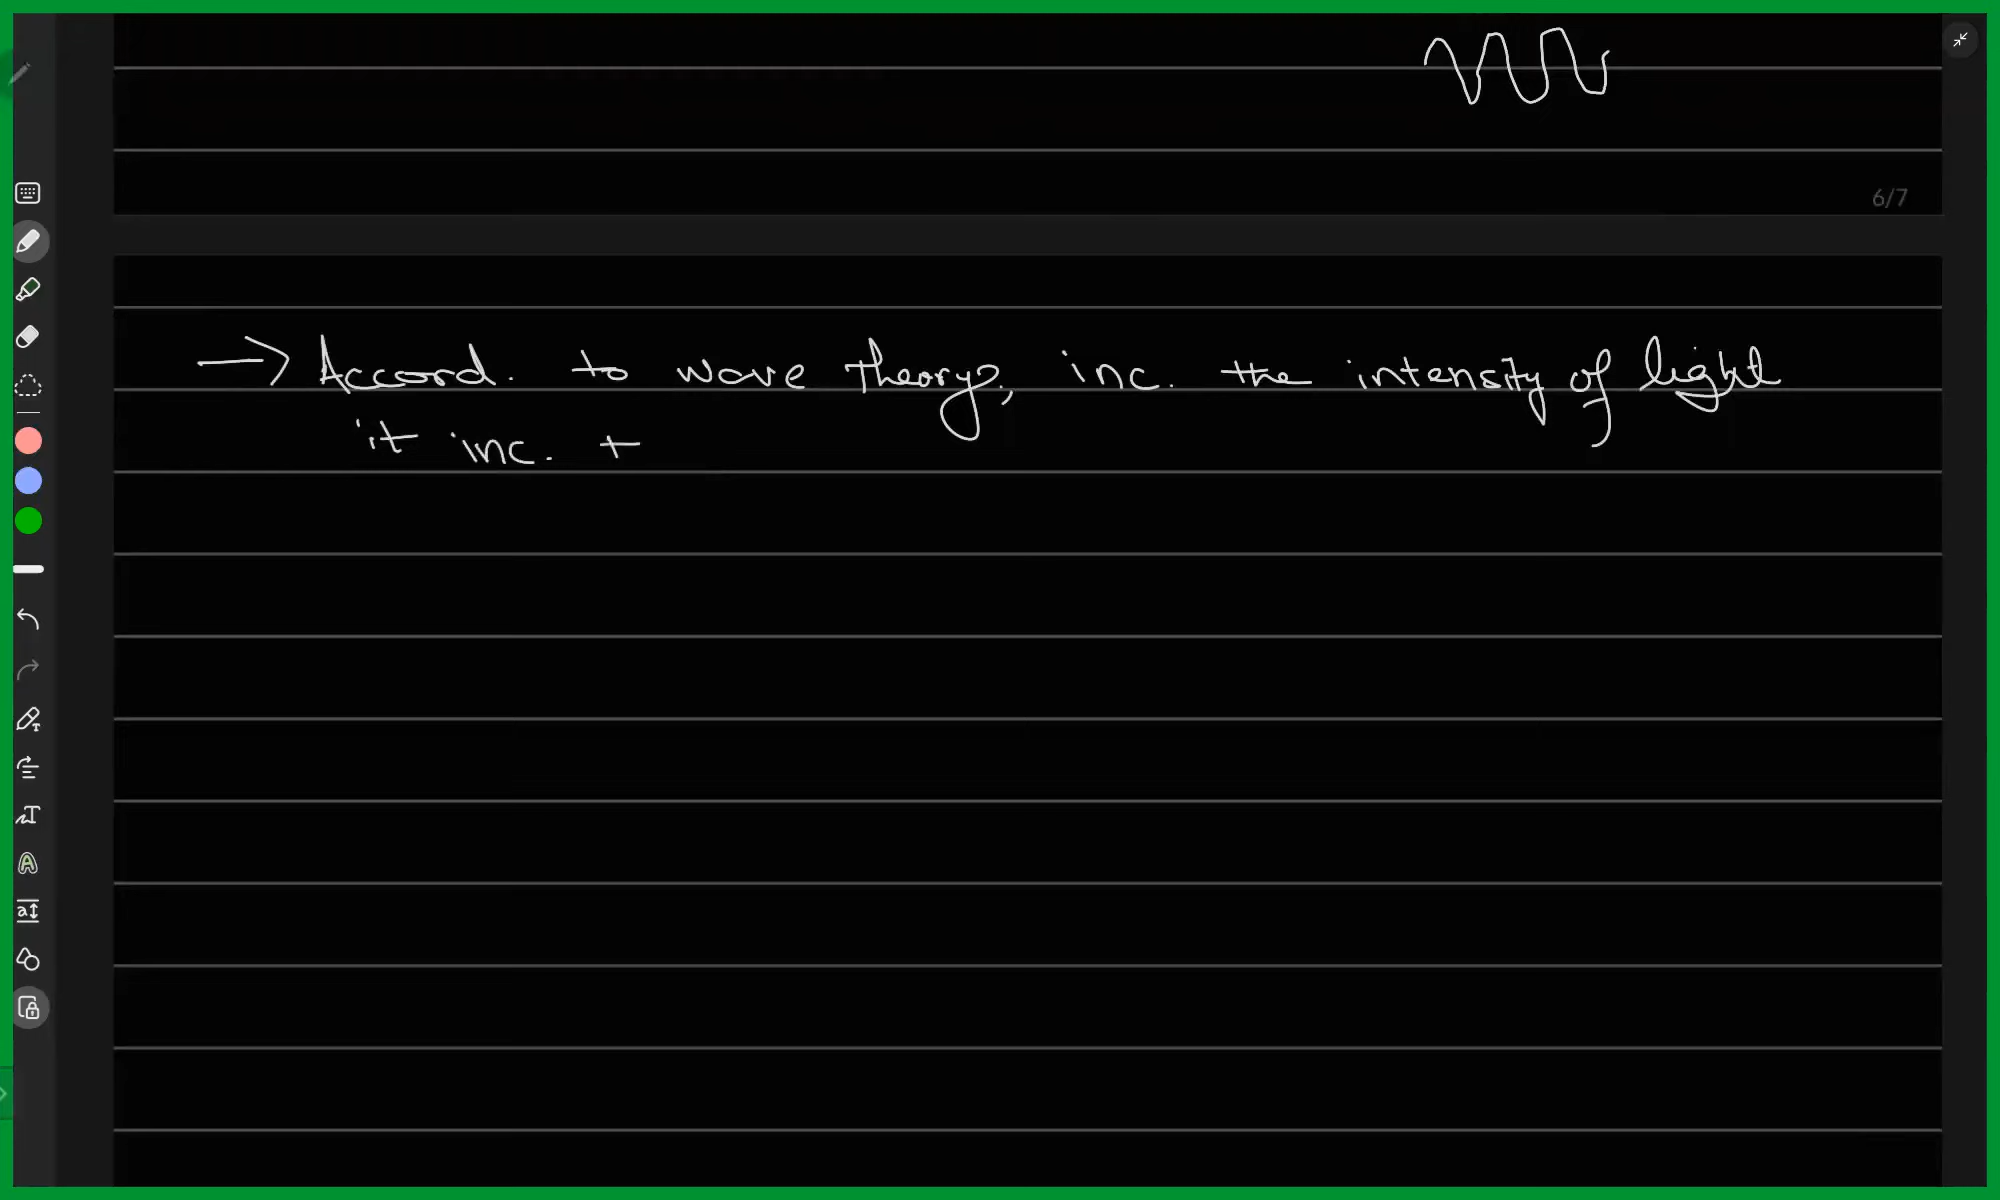 6/7
→ Accord. to wave theory, inc. the intensity of light
it inc. t